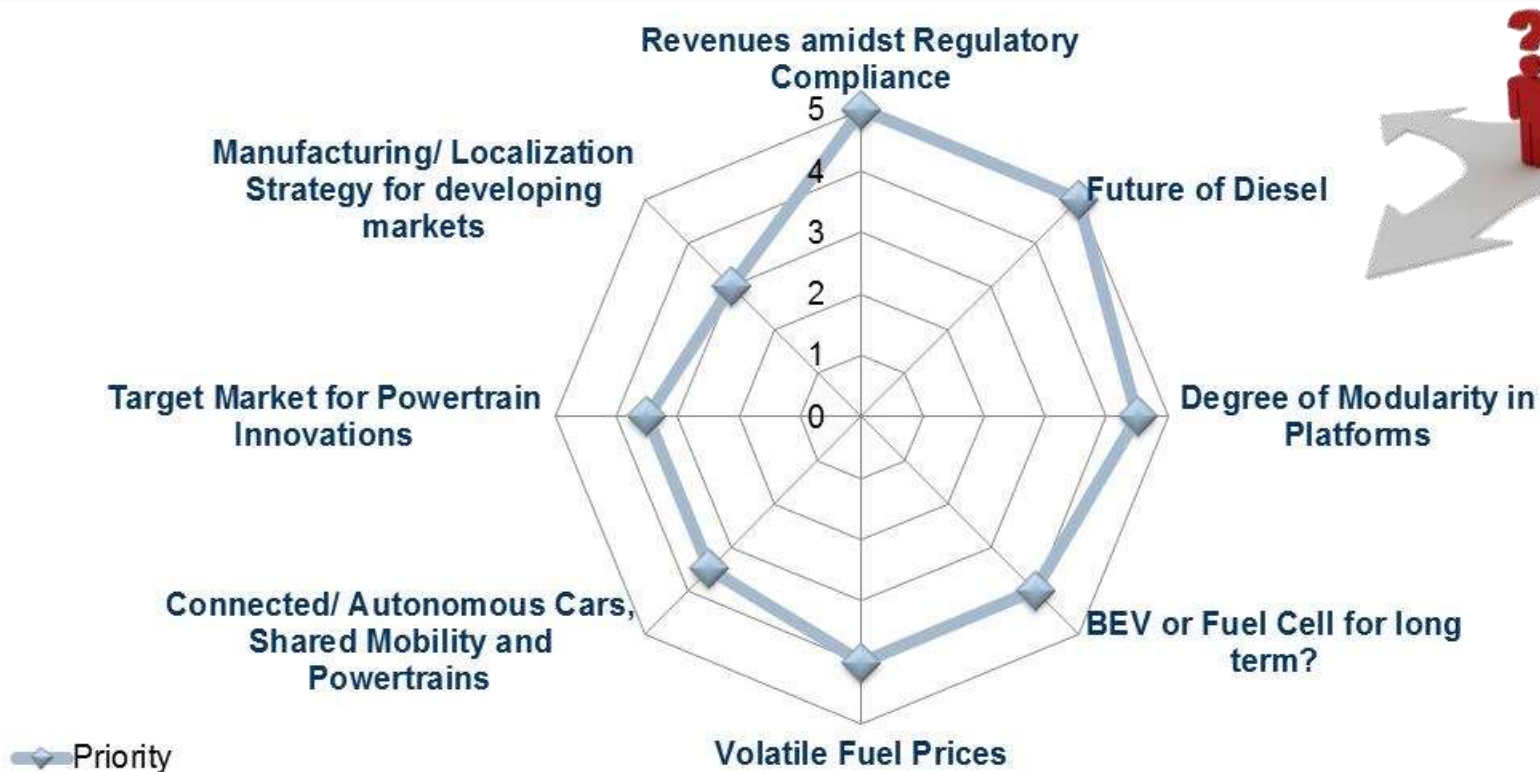 Revenues amidst Regulatory
Compliance
5
4
3
2
1
0
Manufacturing/ Localization
Strategy for developing
markets
Future of Diesel
Target Market for Powertrain
Innovations
Degree of Modularity in
Platforms
Connected/ Autonomous Cars,
Shared Mobility and
Powertrains
BEV or Fuel Cell for long
term?
Volatile Fuel Prices
Priority
?